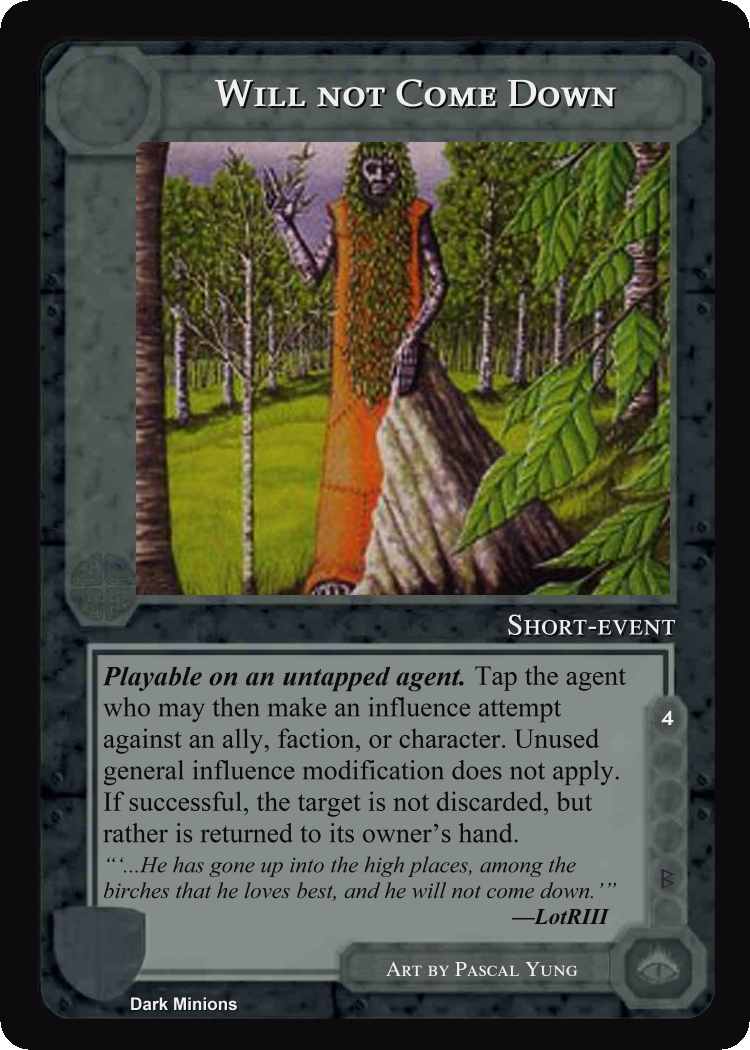 Will not Come Down
Short-event
Playable on an untapped agent. Tap the agent
who may then make an influence attempt
against an ally, faction, or character. Unused
general influence modification does not apply.
If successful, the target is not discarded, but
rather is returned to its owner's hand.
"'...He has gone up into the high places, among the
birches that he loves best, and he will not come down.'"
—LotRIII
4
B
Art by Pascal Yung
Dark Minions